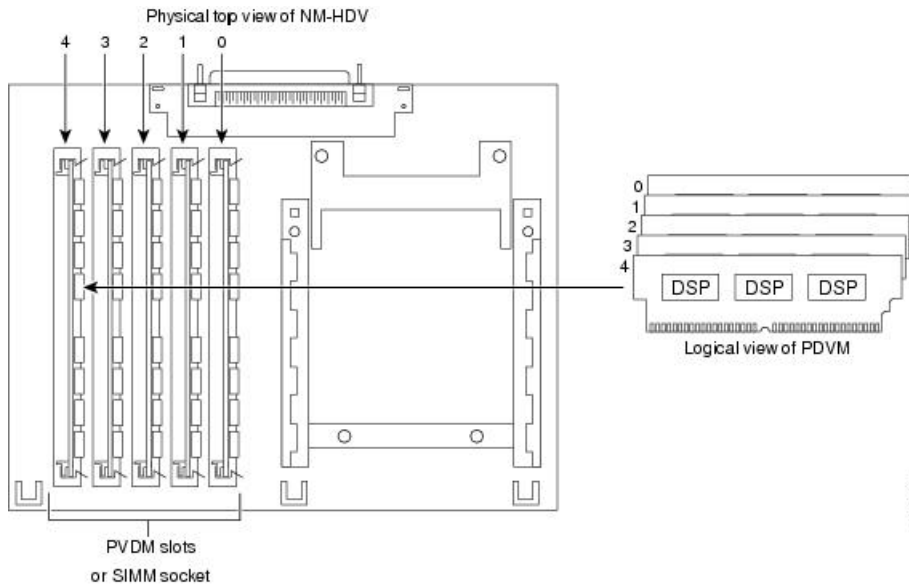 Physical top view of NM-HDV
4 3 2 1 0
0
1
2
3
4
DSP DSP DSP
Logical view of PDVM
PVDM slots
or SIMM socket